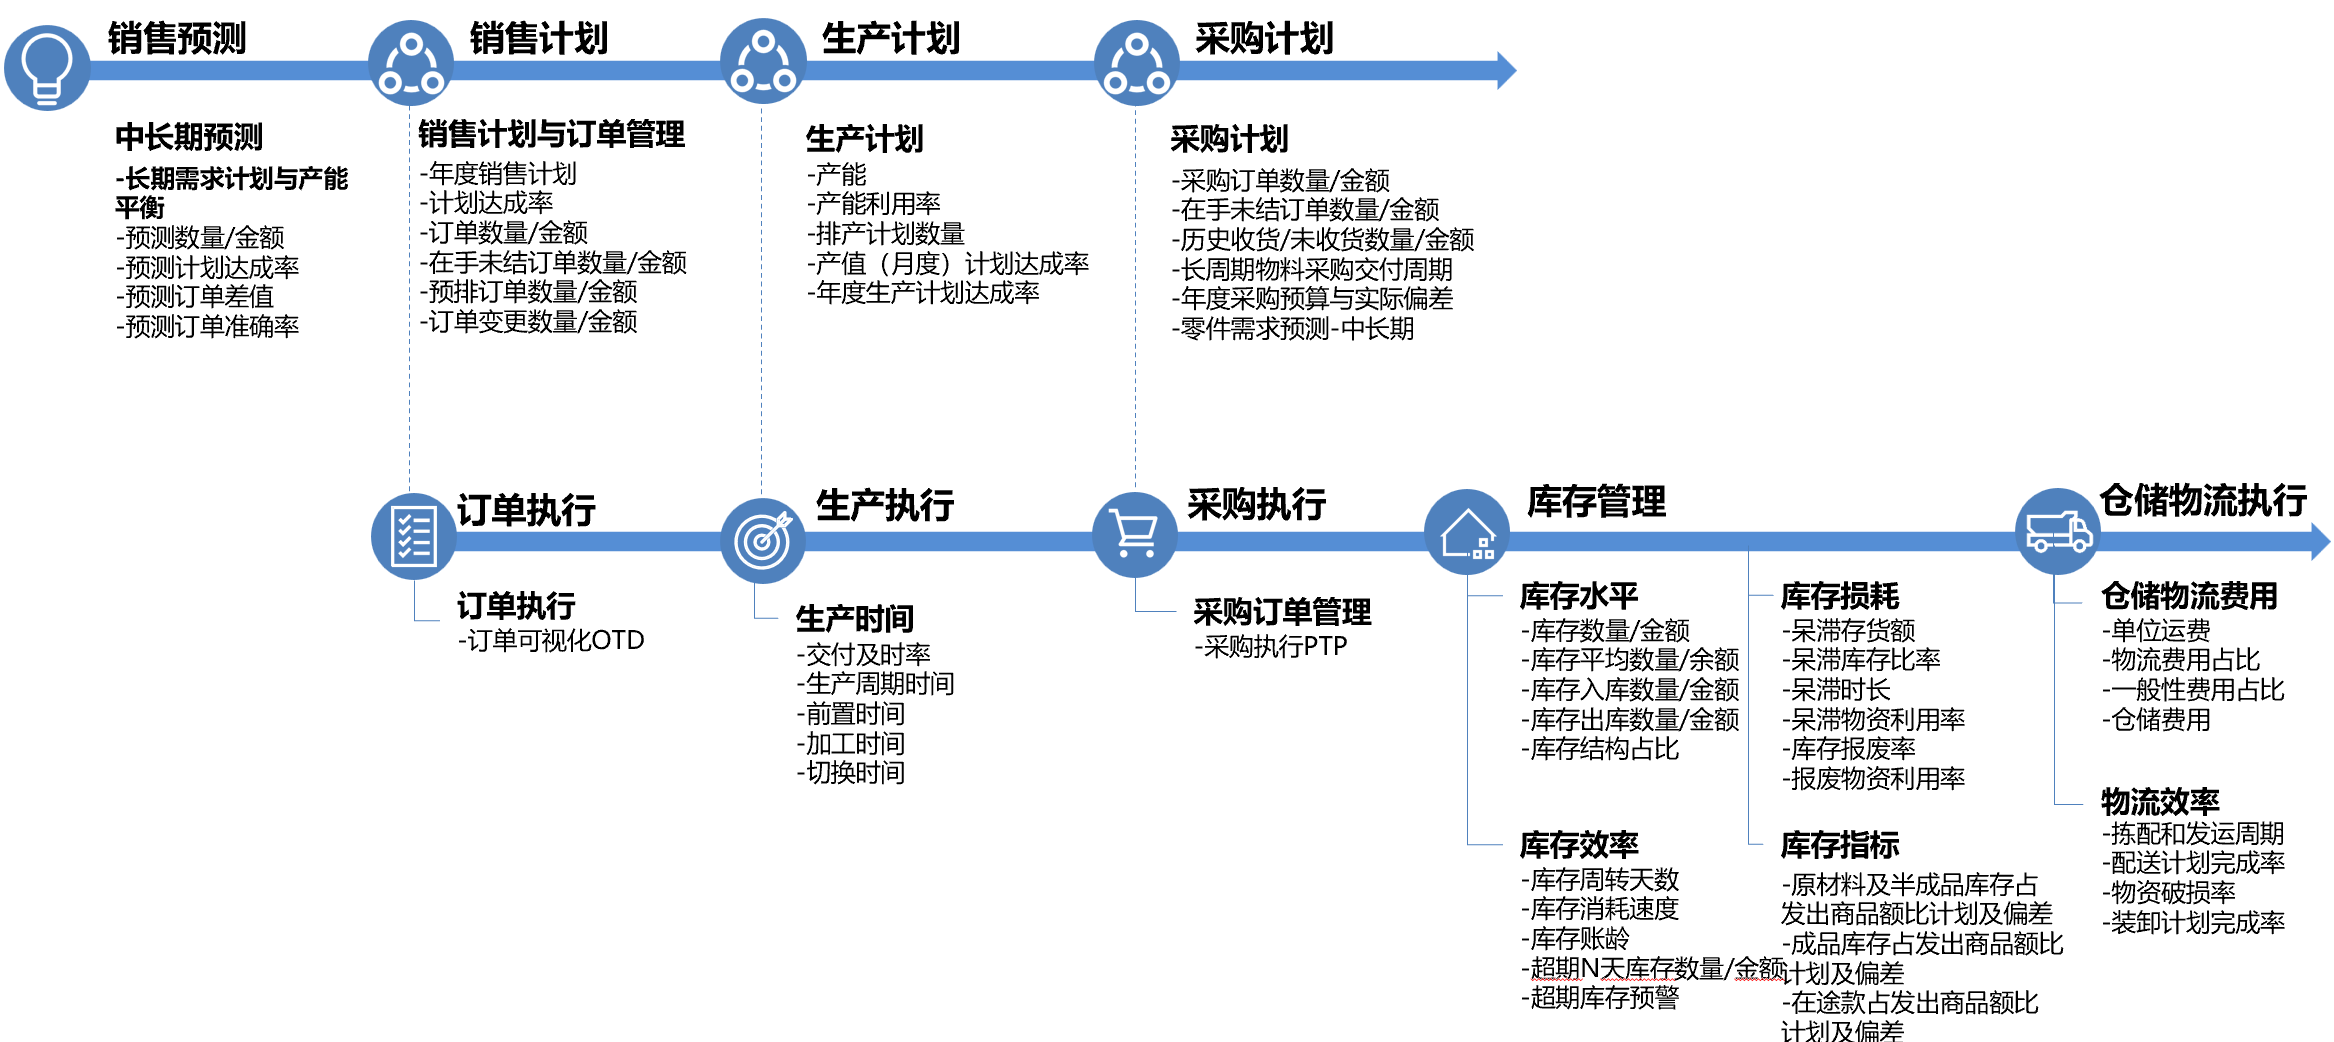 销售预测
销售计划
生产计划
采购计划
中长期预测
-长期需求计划与产能
平衡
-预测数量/金额
-预测计划达成率
-预测订单差值
-预测订单准确率
销售计划与订单管理
-年度销售计划
-计划达成率
-订单数量/金额
-在手未结订单数量/金额
-预排订单数量/金额
-订单变更数量/金额
生产计划
-产能
-产能利用率
-排产计划数量
-产值（月度）计划达成率
-年度生产计划达成率
采购计划
-采购订单数量/金额
-在手未结订单数量/金额
-历史收货/未收货数量/金额
-长周期物料采购交付周期
-年度采购预算与实际偏差
-零件需求预测-中长期
订单执行
生产执行
采购执行
库存管理
仓储物流执行
订单执行
-订单可视化OTD
生产时间
-交付及时率
-生产周期时间
-前置时间
-加工时间
-切换时间
采购订单管理
-采购执行PTP
库存水平
-库存数量/金额
-库存平均数量/余额
-库存入库数量/金额
-库存出库数量/金额
-库存结构占比
库存效率
-库存周转天数
-库存消耗速度
-库存账龄
-超期N天库存数量/金额
-超期库存预警
库存损耗
-呆滞存货额
-呆滞库存比率
-呆滞时长
-呆滞物资利用率
-库存报废率
-报废物资利用率
库存指标
-原材料及半成品库存占
发出商品额比计划及偏差
-成品库存占发出商品额比
计划及偏差
-在途款占发出商品额比
计划及偏差
仓储物流费用
-单位运费
-物流费用占比
-一般性费用占比
-仓储费用
物流效率
-拣配和发运周期
-配送计划完成率
-物资破损率
-装卸计划完成率